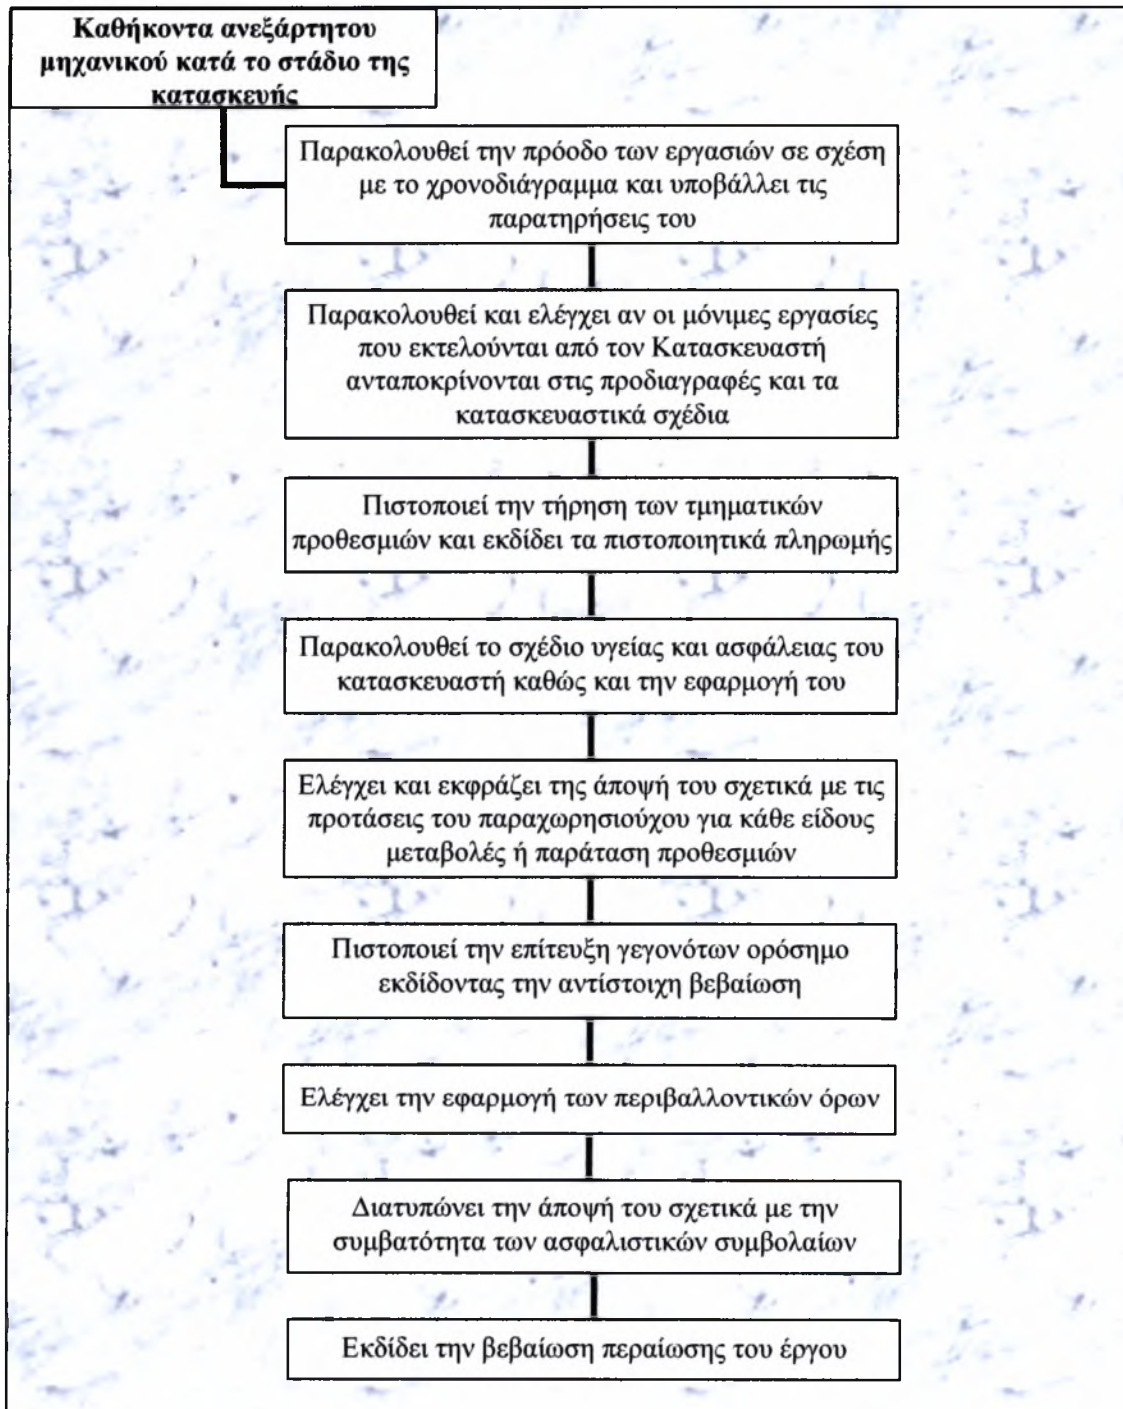 Καθήκοντα ανεξάρτητου
μηχανικού κατά το στάδιο της
κατασκευής
Παρακολουθεί την πρόοδο των εργασιών σε σχέση
με το χρονοδιάγραμμα και υποβάλλει τις
παρατηρήσεις του
Παρακολουθεί και ελέγχει αν οι μόνιμες εργασίες
που εκτελούνται από τον Κατασκευαστή
ανταποκρίνονται στις προδιαγραφές και τα
κατασκευαστικά σχέδια
Πιστοποιεί την τήρηση των τμηματικών
προθεσμιών και εκδίδει τα πιστοποιητικά πληρωμής
Παρακολουθεί το σχέδιο υγείας και ασφάλειας του
κατασκευαστή καθώς και την εφαρμογή του
Ελέγχει και εκφράζει της άποψή του σχετικά με τις
προτάσεις του παραχωρησιούχου για κάθε είδους
μεταβολές ή παράταση προθεσμιών
Πιστοποιεί την επίτευξη γεγονότων ορόσημο
εκδίδοντας την αντίστοιχη βεβαίωση
Ελέγχει την εφαρμογή των περιβαλλοντικών όρων
Διατυπώνει την άποψή του σχετικά με την
συμβατότητα των ασφαλιστικών συμβολαίων
Εκδίδει την βεβαίωση περαίωσης του έργου